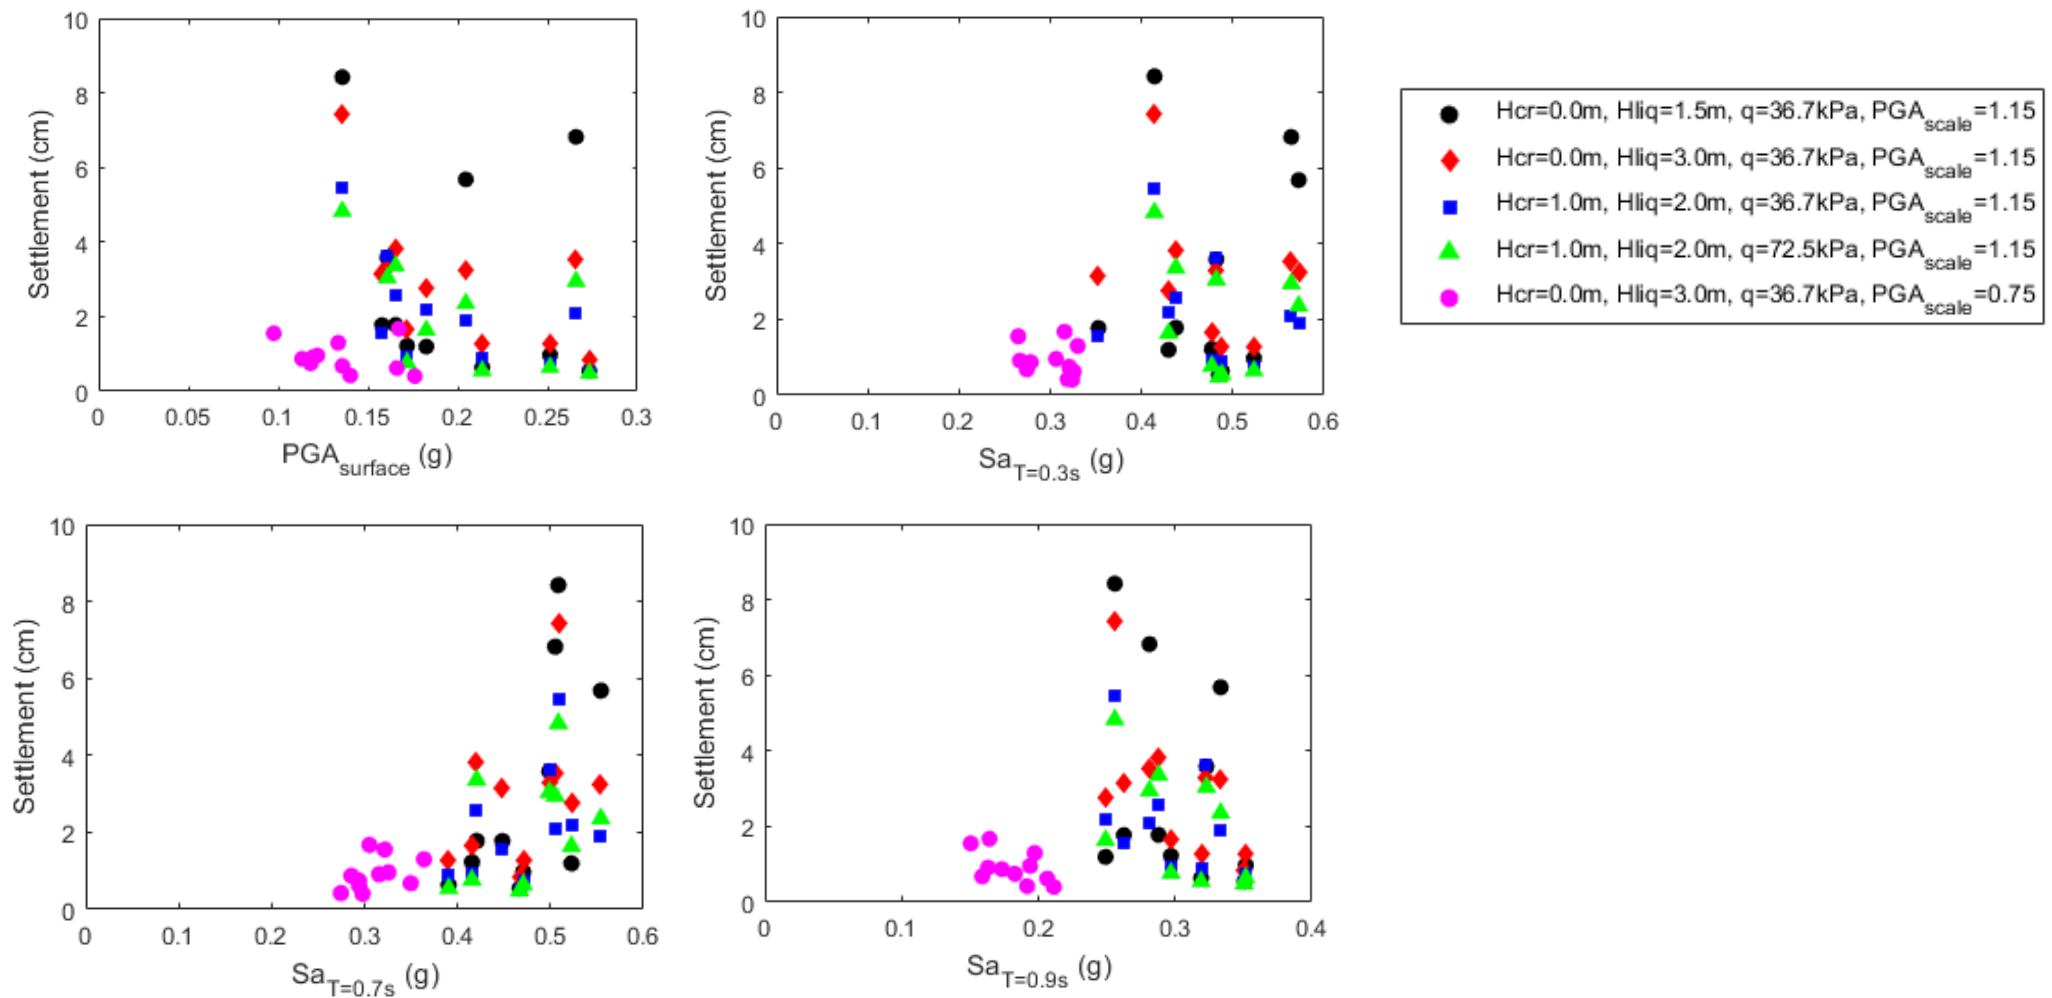 10
8
6
4
2
0
Settlement (cm)
0 0.05 0.1 0.15 0.2 0.25 0.3
PGAsurface (g)
10
8
6
4
2
0
Settlement (cm)
0 0.1 0.2 0.3 0.4 0.5 0.6
SaT=0.3s (g)
Hcr=0.0m, Hliq=1.5m, q=36.7kPa, PGAscale=1.15
Hcr=0.0m, Hliq=3.0m, q=36.7kPa, PGAscale=1.15
Hcr=1.0m, Hliq=2.0m, q=36.7kPa, PGAscale=1.15
Hcr=1.0m, Hliq=2.0m, q=72.5kPa, PGAscale=1.15
Hcr=0.0m, Hliq=3.0m, q=36.7kPa, PGAscale=0.75
10
8
6
4
2
0
Settlement (cm)
0 0.1 0.2 0.3 0.4 0.5 0.6
SaT=0.7s (g)
10
8
6
4
2
0
Settlement (cm)
0 0.1 0.2 0.3 0.4
SaT=0.9s (g)